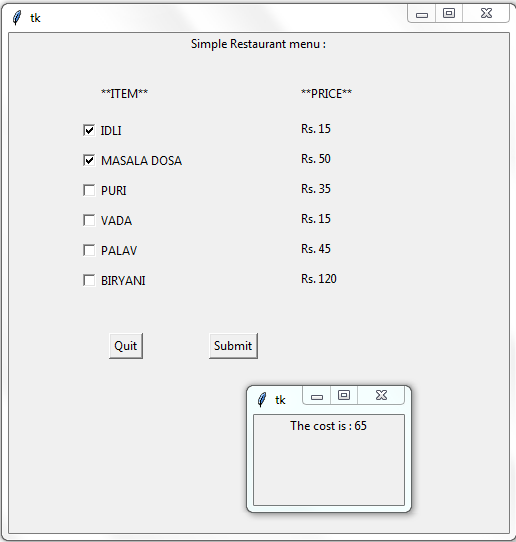 tk
Simple Restaurant menu :
**ITEM** **PRICE**
IDLI Rs. 15
MASALA DOSA Rs. 50
PURI Rs. 35
VADA Rs. 15
PALAV Rs. 45
BIRYANI Rs. 120
Quit Submit
tk
The cost is : 65